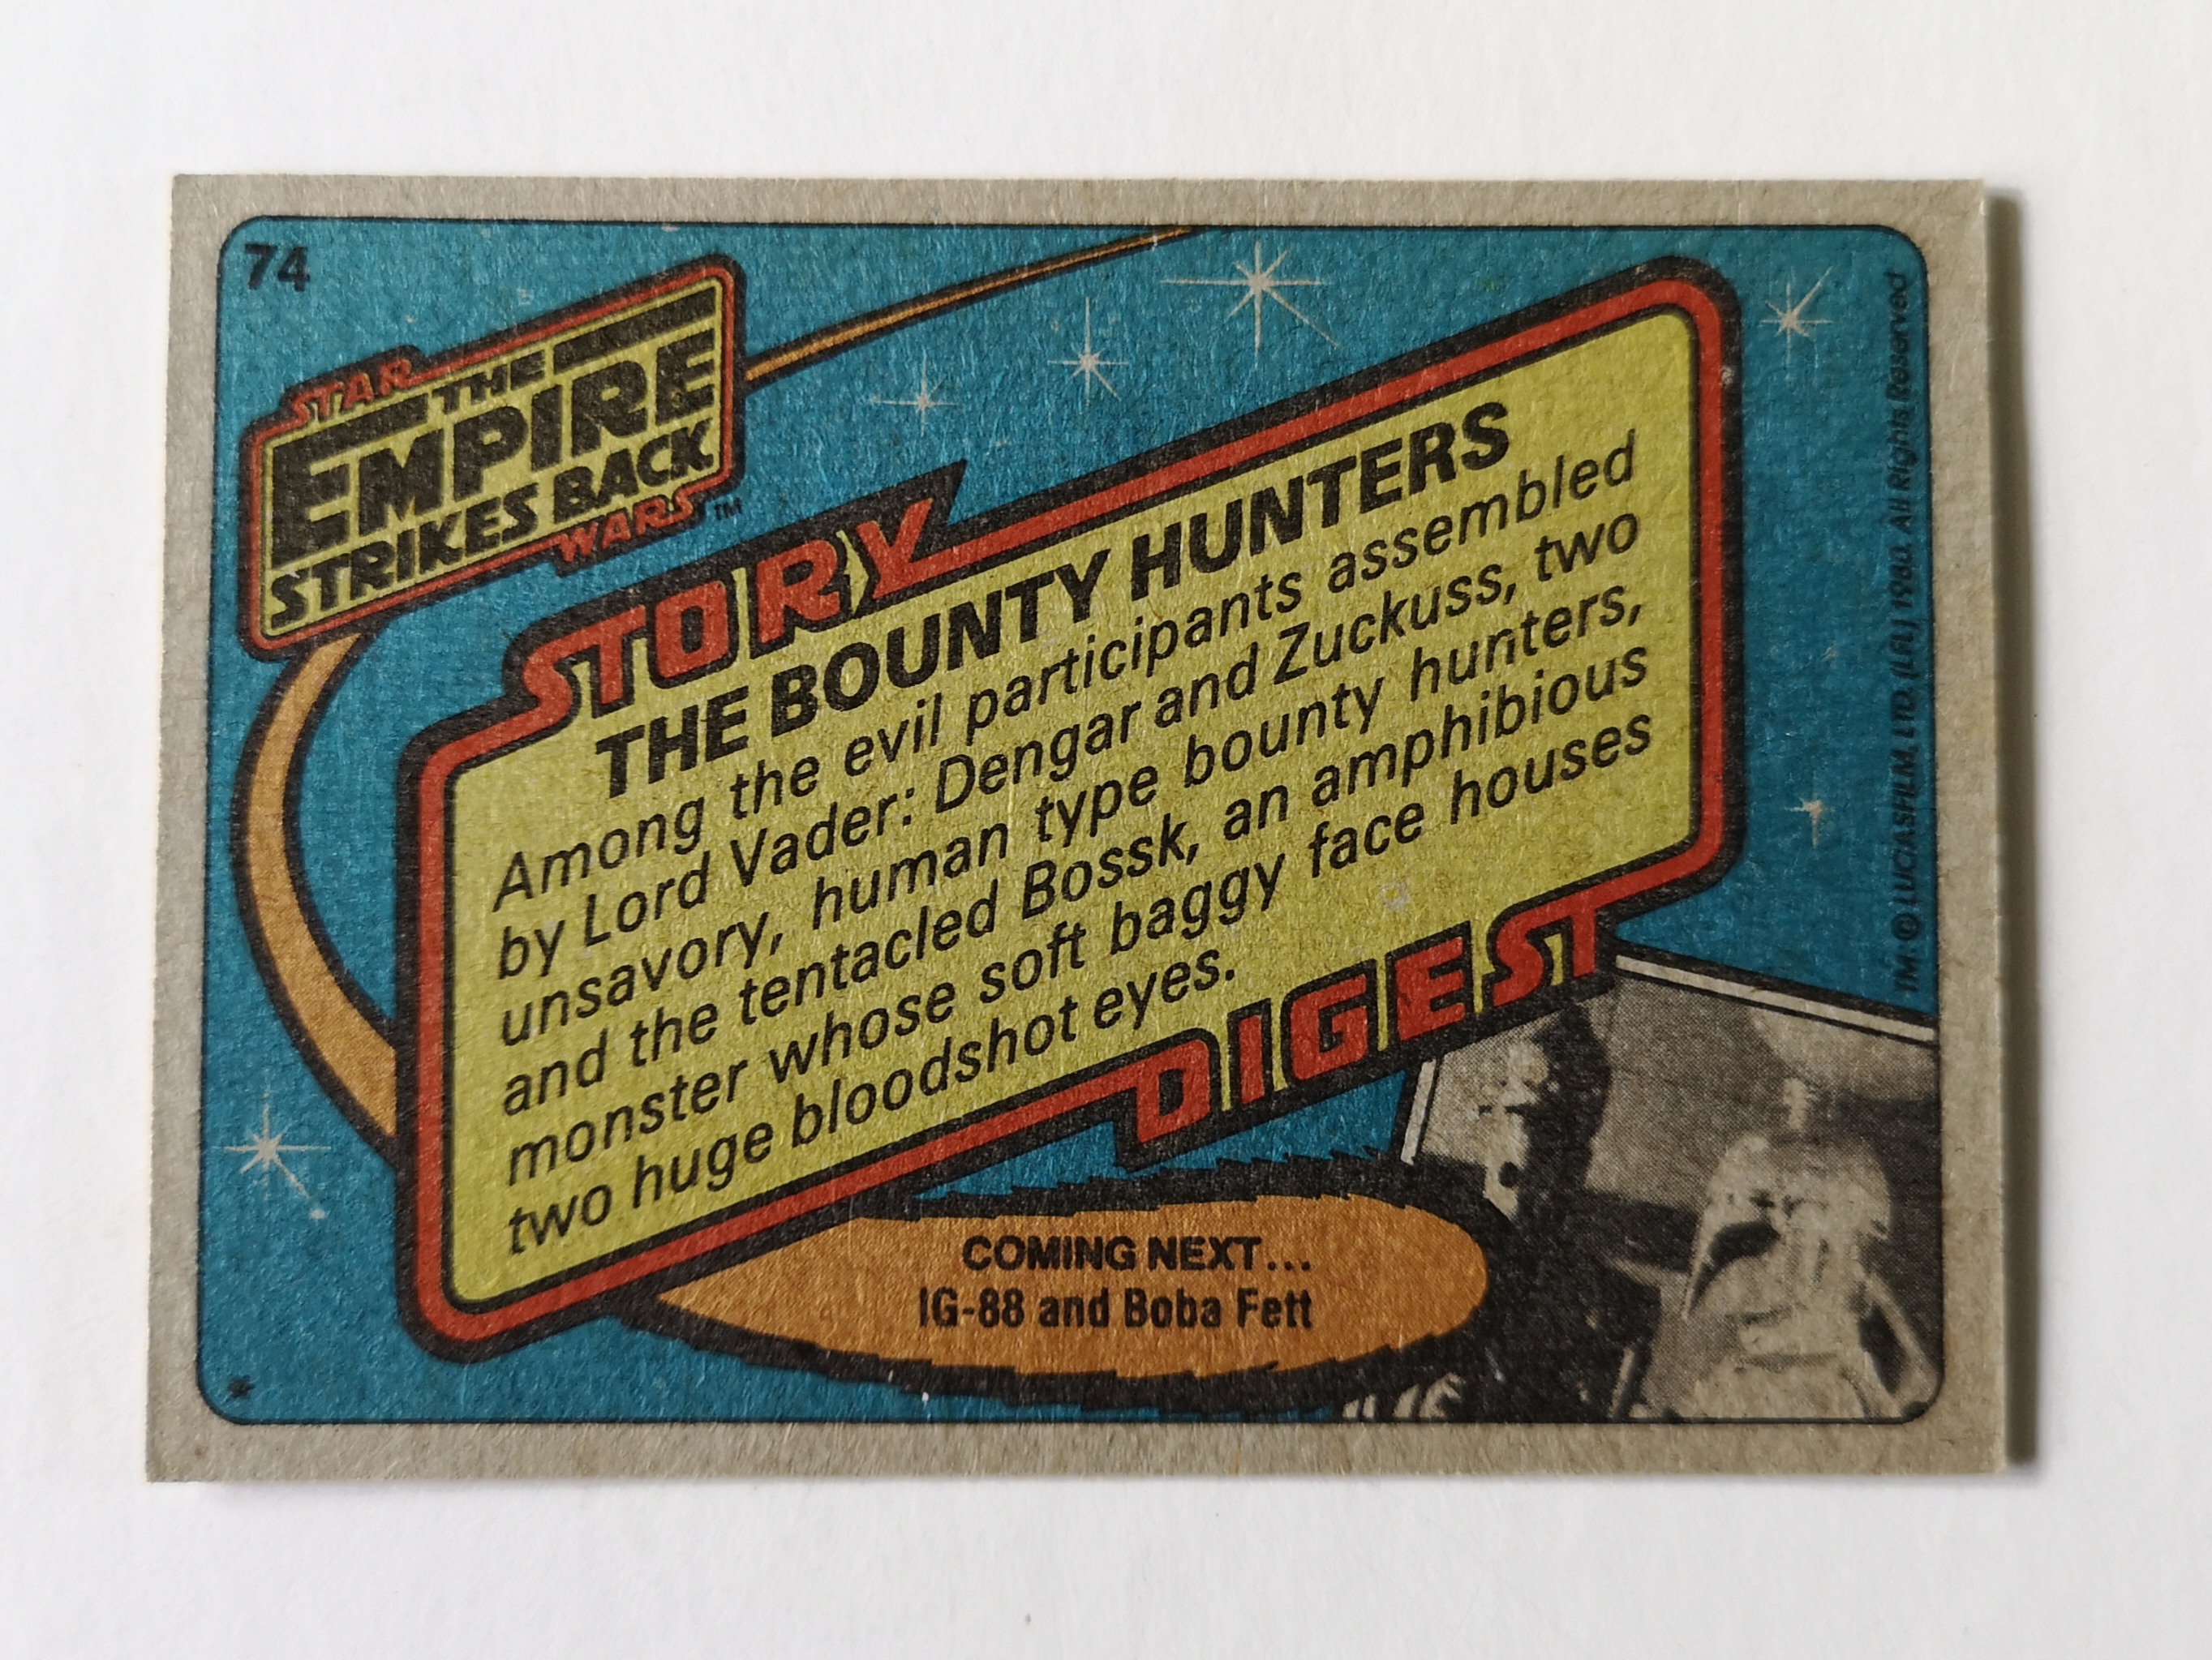 74
STAR
THE
EMPIRE
STRIKES BACK
WARS™
STORY
THE BOUNTY HUNTERS
Among the evil participants assembled
by Lord Vader: Dengar and Zuckuss, two
unsavory, human type bounty hunters,
and the tentacled Bossk, an amphibious
monster whose soft baggy face houses
two huge bloodshot eyes.
DIGEST
COMING NEXT...
IG-88 and Boba Fett
*
TM: © LUCASFILM, LTD. (LFL) 1980. All Rights Reserved